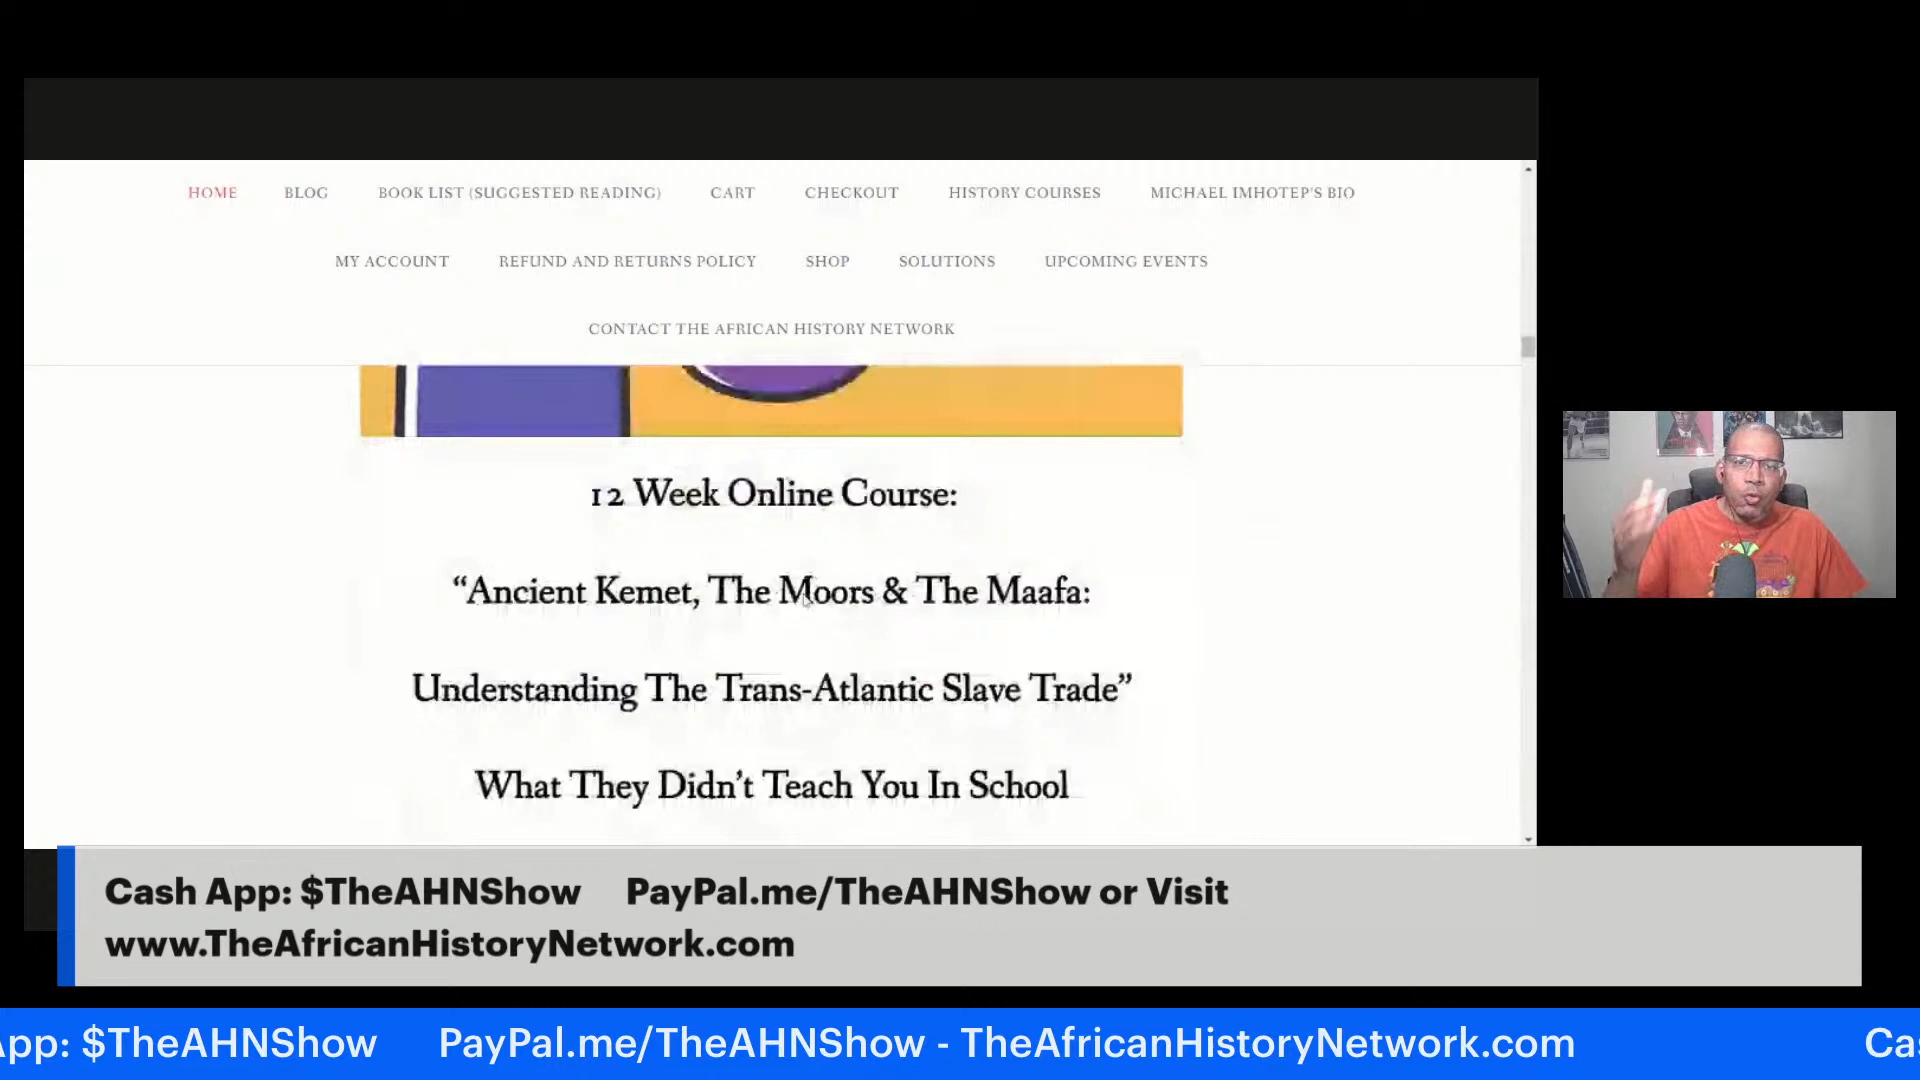 HOME BLOG BOOK LIST (SUGGESTED READING) CART CHECKOUT HISTORY COURSES MICHAEL IMHOTEP'S BIO
MY ACCOUNT REFUND AND RETURNS POLICY SHOP SOLUTIONS UPCOMING EVENTS
CONTACT THE AFRICAN HISTORY NETWORK
12 Week Online Course:
“Ancient Kemet, The Moors & The Maafa:
Understanding The Trans-Atlantic Slave Trade”
What They Didn’t Teach You In School
Cash App: $TheAHNShow PayPal.me/TheAHNShow or Visit
www.TheAfricanHistoryNetwork.com
App: $TheAHNShow PayPal.me/TheAHNShow - TheAfricanHistoryNetwork.com Cas